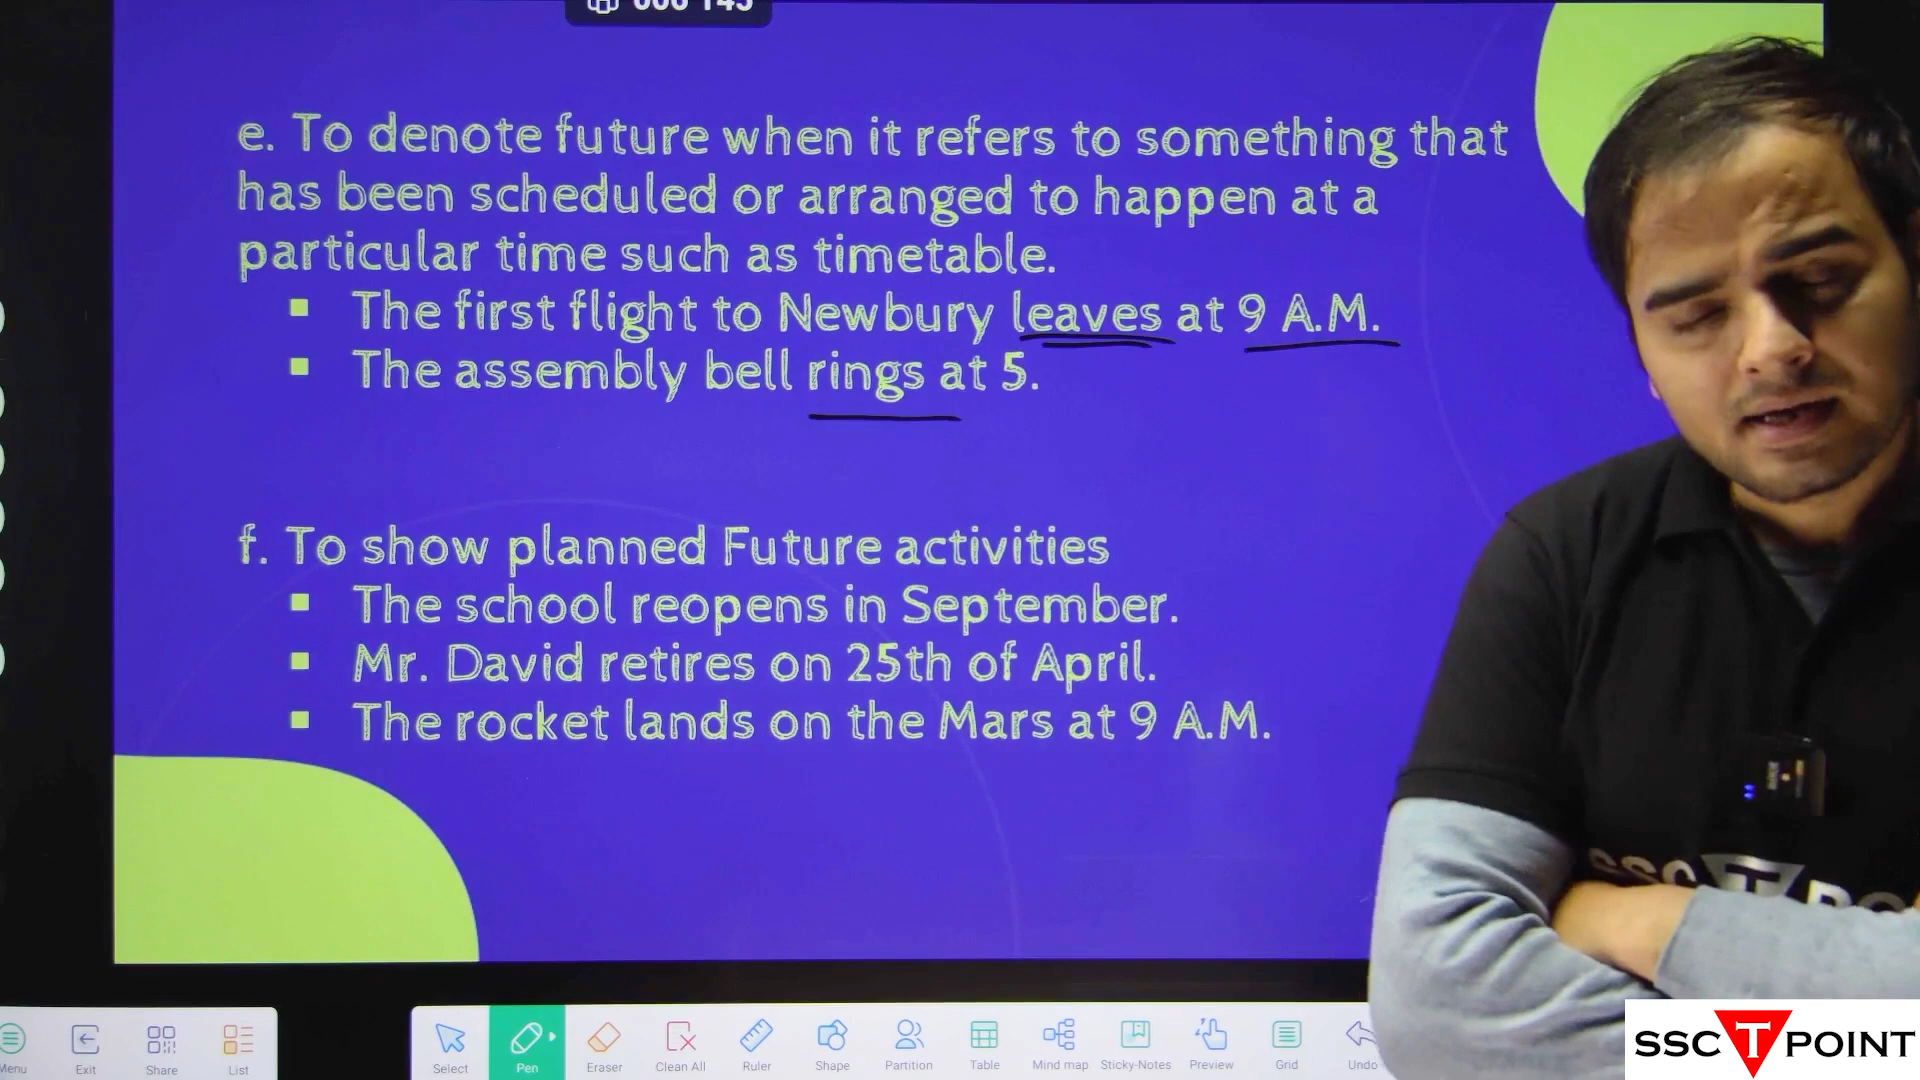 e. To denote future when it refers to something that
has been scheduled or arranged to happen at a
particular time such as timetable.
▪ The first flight to Newbury leaves at 9 A.M.
▪ The assembly bell rings at 5.
f. To show planned Future activities
▪ The school reopens in September.
▪ Mr. David retires on 25th of April.
▪ The rocket lands on the Mars at 9 A.M.
SSC T
Menu Exit Share List Select Pen Eraser Clean All Ruler Shape Partition Table Mind map Sticky-Notes Preview Grid Undo
SSC T POINT